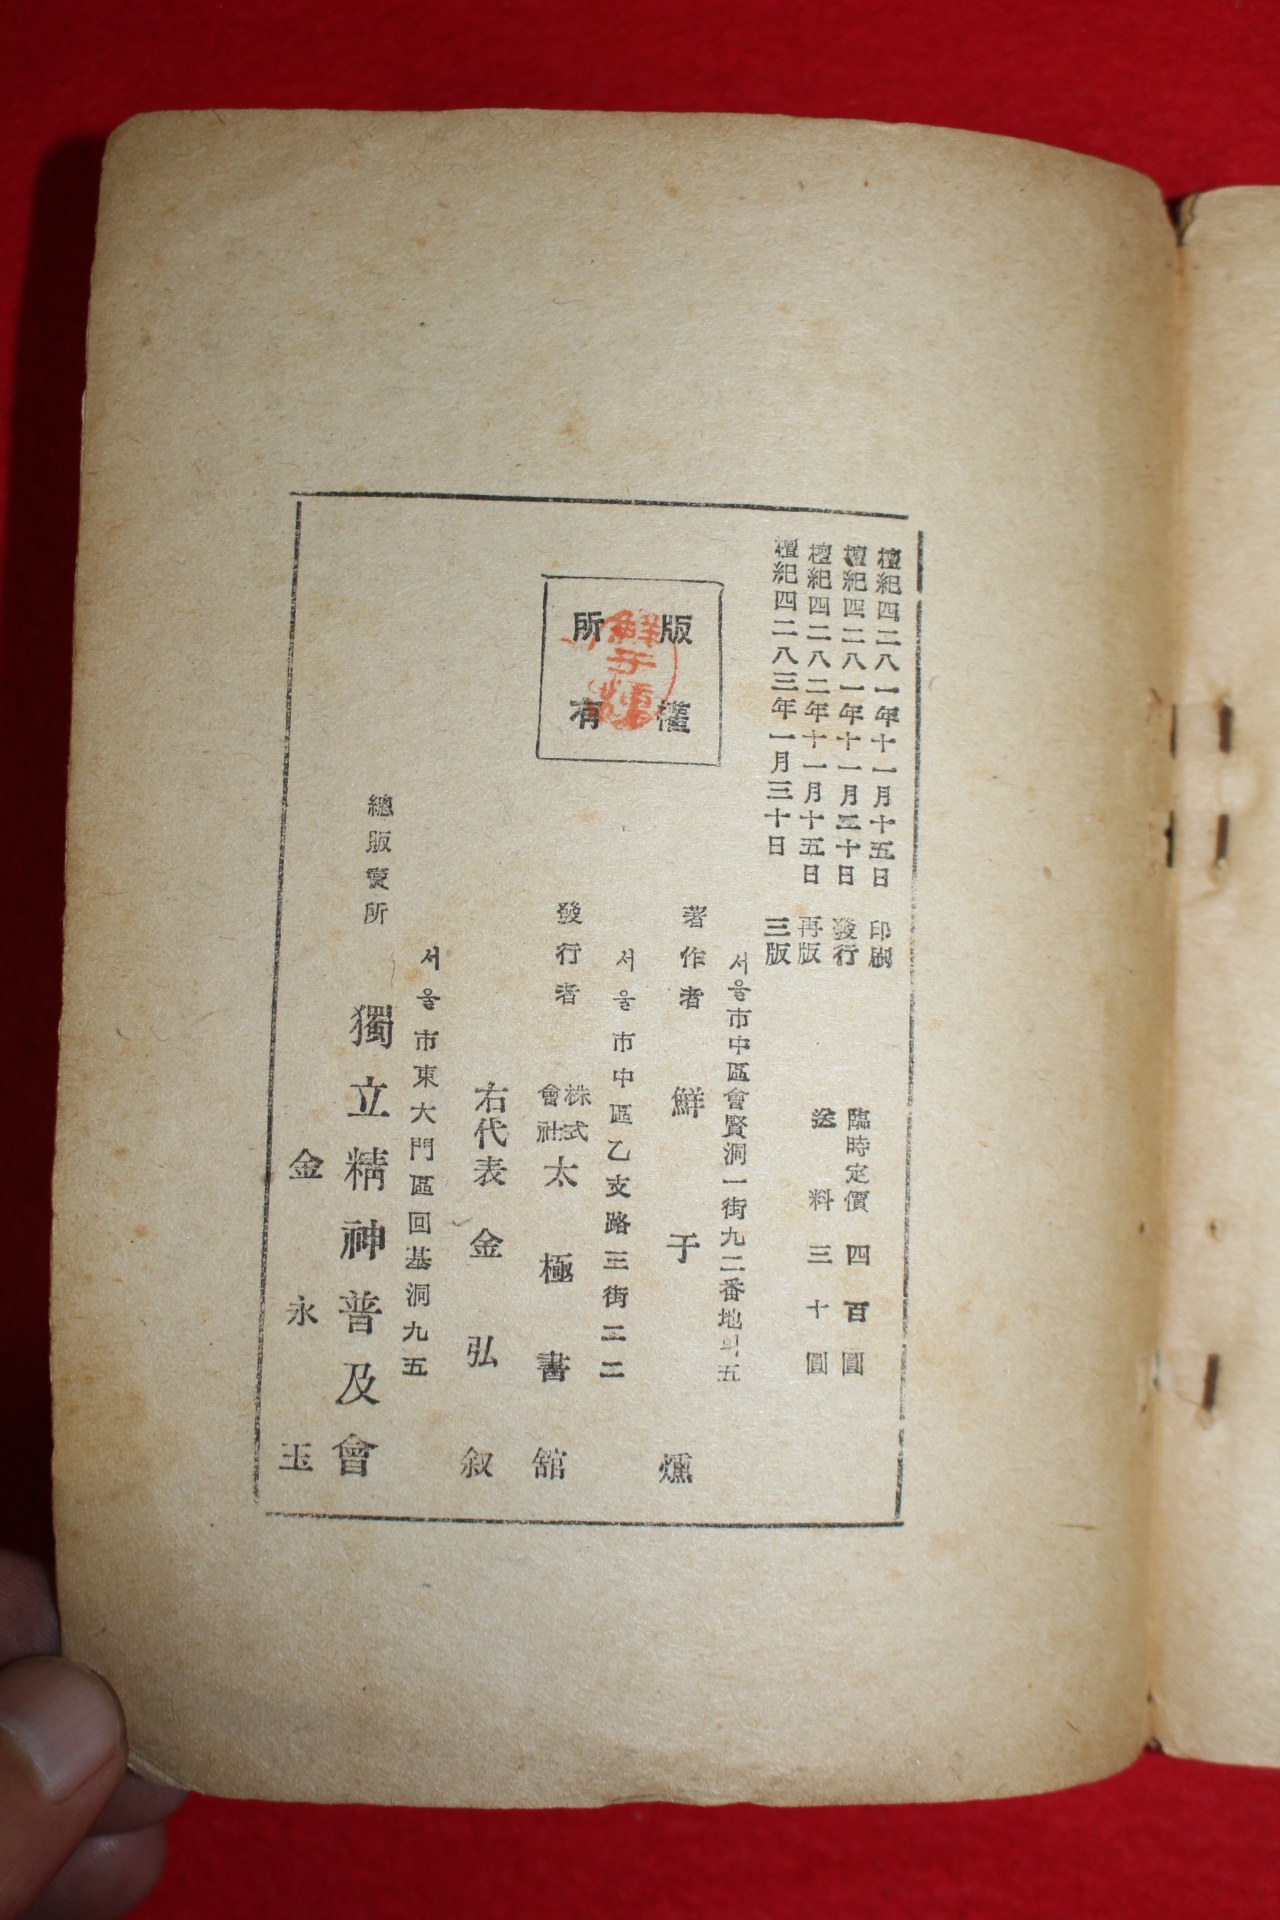 檀紀四二八一年十一月十五日 印刷
檀紀四二八一年十一月三十日 發行
檀紀四二八二年十一月十五日 再版
檀紀四二八三年一月三十日 三版
臨時定價 四百圓
送料 三十圓
版權
所有
鮮于燻
서울市中區會賢洞一街九二番地의五
著作者 鮮于燻
서울市中區乙支路三街二二
發行者 株式會社 太極書舘
右代表 金弘叙
서울市東大門區回基洞九五
總販賣所 獨立精神普及會
金永玉